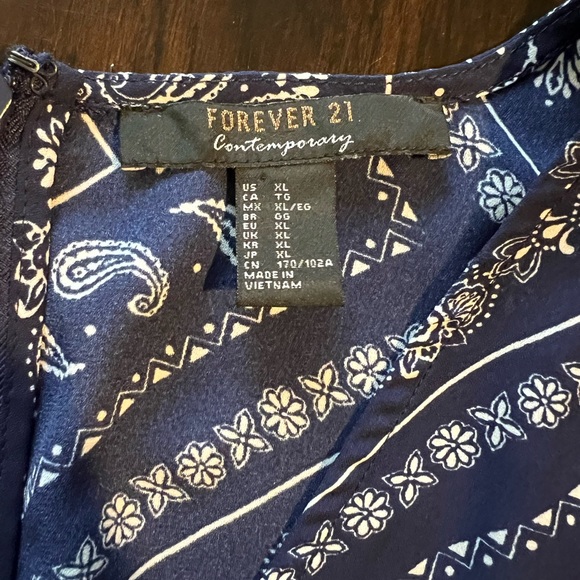 FOREVER 21
Contemporary
US XL
CA TG
MX XL/EG
BR GG
EU XL
UK XL
KR XL
JP XL
CN 170/102A
MADE IN
VIETNAM